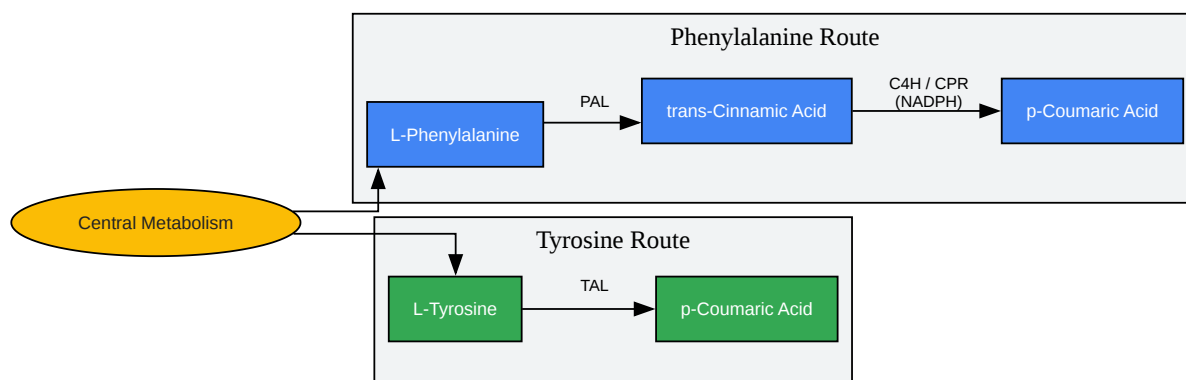 Phenylalanine Route
L-Phenylalanine
PAL
trans-Cinnamic Acid
C4H / CPR
(NADPH)
p-Coumaric Acid
Central Metabolism
Tyrosine Route
L-Tyrosine
TAL
p-Coumaric Acid